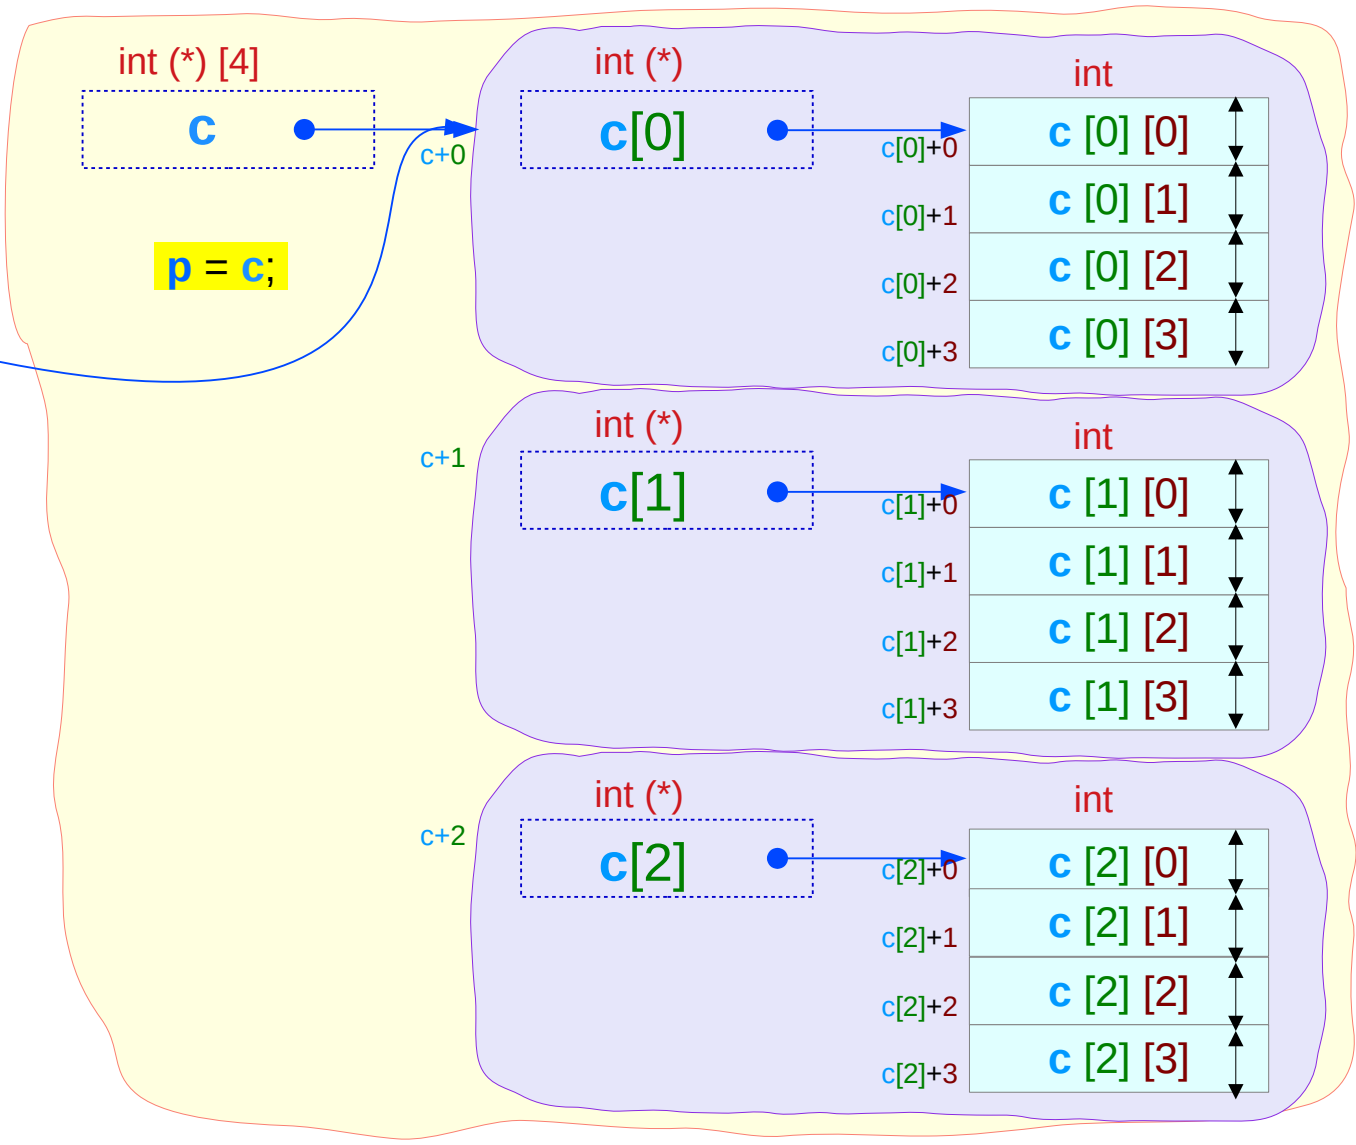 int (*) [4]
c
c+0
p = c;
int (*)
c[0]
int
c[0]+0
c [0] [0]
c[0]+1
c [0] [1]
c[0]+2
c [0] [2]
c[0]+3
c [0] [3]
c+1
int (*)
c[1]
int
c[1]+0
c [1] [0]
c[1]+1
c [1] [1]
c[1]+2
c [1] [2]
c[1]+3
c [1] [3]
c+2
int (*)
c[2]
int
c[2]+0
c [2] [0]
c[2]+1
c [2] [1]
c[2]+2
c [2] [2]
c[2]+3
c [2] [3]